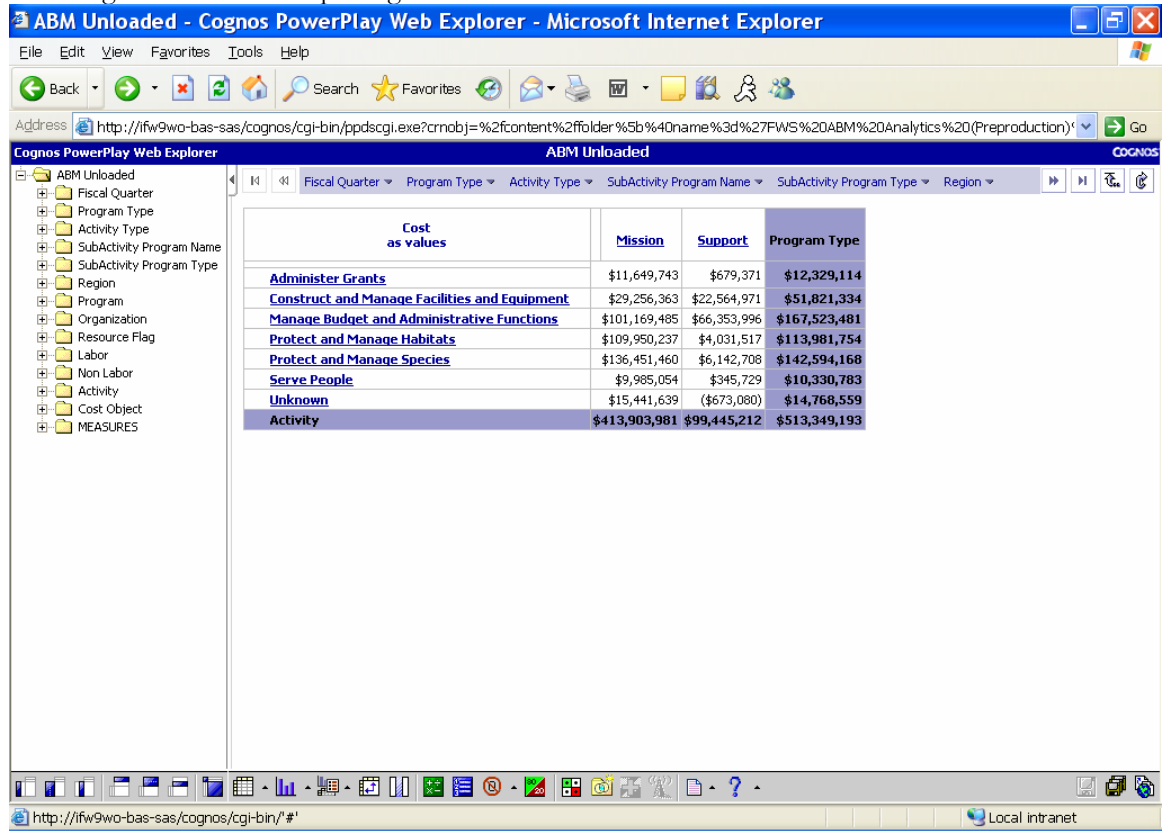 ABM Unloaded - Cognos PowerPlay Web Explorer - Microsoft Internet Explorer
File Edit View Favorites Tools Help
Back Search Favorites
Address http://ifw9wo-bas-sas/cognos/cgi-bin/ppdscgi.exe?crnobj=%2fcontent%2ffolder%5b%40name%3d%27FWS%20ABM%20Analytics%20(Preproduction)% Go
Cognos PowerPlay Web Explorer ABM Unloaded COGNOS
ABM Unloaded
Fiscal Quarter
Program Type
Activity Type
SubActivity Program Name
SubActivity Program Type
Region
Program
Organization
Resource Flag
Labor
Non Labor
Activity
Cost Object
MEASURES
Fiscal Quarter Program Type Activity Type SubActivity Program Name SubActivity Program Type Region
Cost as values Mission Support Program Type
Administer Grants $11,649,743 $679,371 $12,329,114
Construct and Manage Facilities and Equipment $29,256,363 $22,564,971 $51,821,334
Manage Budget and Administrative Functions $101,169,485 $66,353,996 $167,523,481
Protect and Manage Habitats $109,950,237 $4,031,517 $113,981,754
Protect and Manage Species $136,451,460 $6,142,708 $142,594,168
Serve People $9,985,054 $345,729 $10,330,783
Unknown $15,441,639 ($673,080) $14,768,559
Activity $413,903,981 $99,445,212 $513,349,193
http://ifw9wo-bas-sas/cognos/cgi-bin/'#' Local intranet